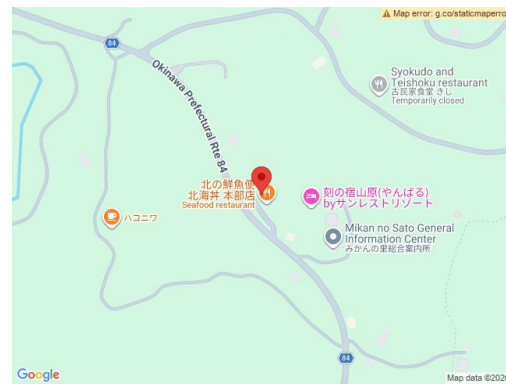 Map error: g.co/staticmaperro
84
Okinawa Prefectural Rte 84
Syokudo and
Teishoku restaurant
古民家食堂 きし
Temporarily closed
北の鮮魚便
北海丼 本部店
Seafood restaurant
刻の宿山原(やんばる)
byサンレストリゾート
ハコニワ
Mikan no Sato General
Information Center
みかんの里総合案内所
84
Google
Map data ©2026